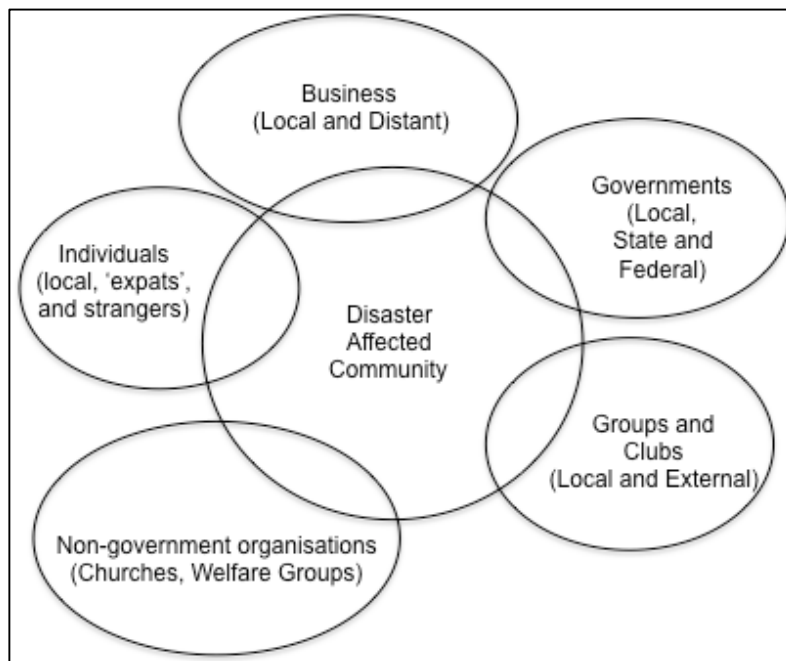 Business
(Local and Distant)
Governments
(Local,
State and
Federal)
Individuals
(local, ‘expats’,
and strangers)
Disaster
Affected
Community
Groups and
Clubs
(Local and External)
Non-government organisations
(Churches, Welfare Groups)